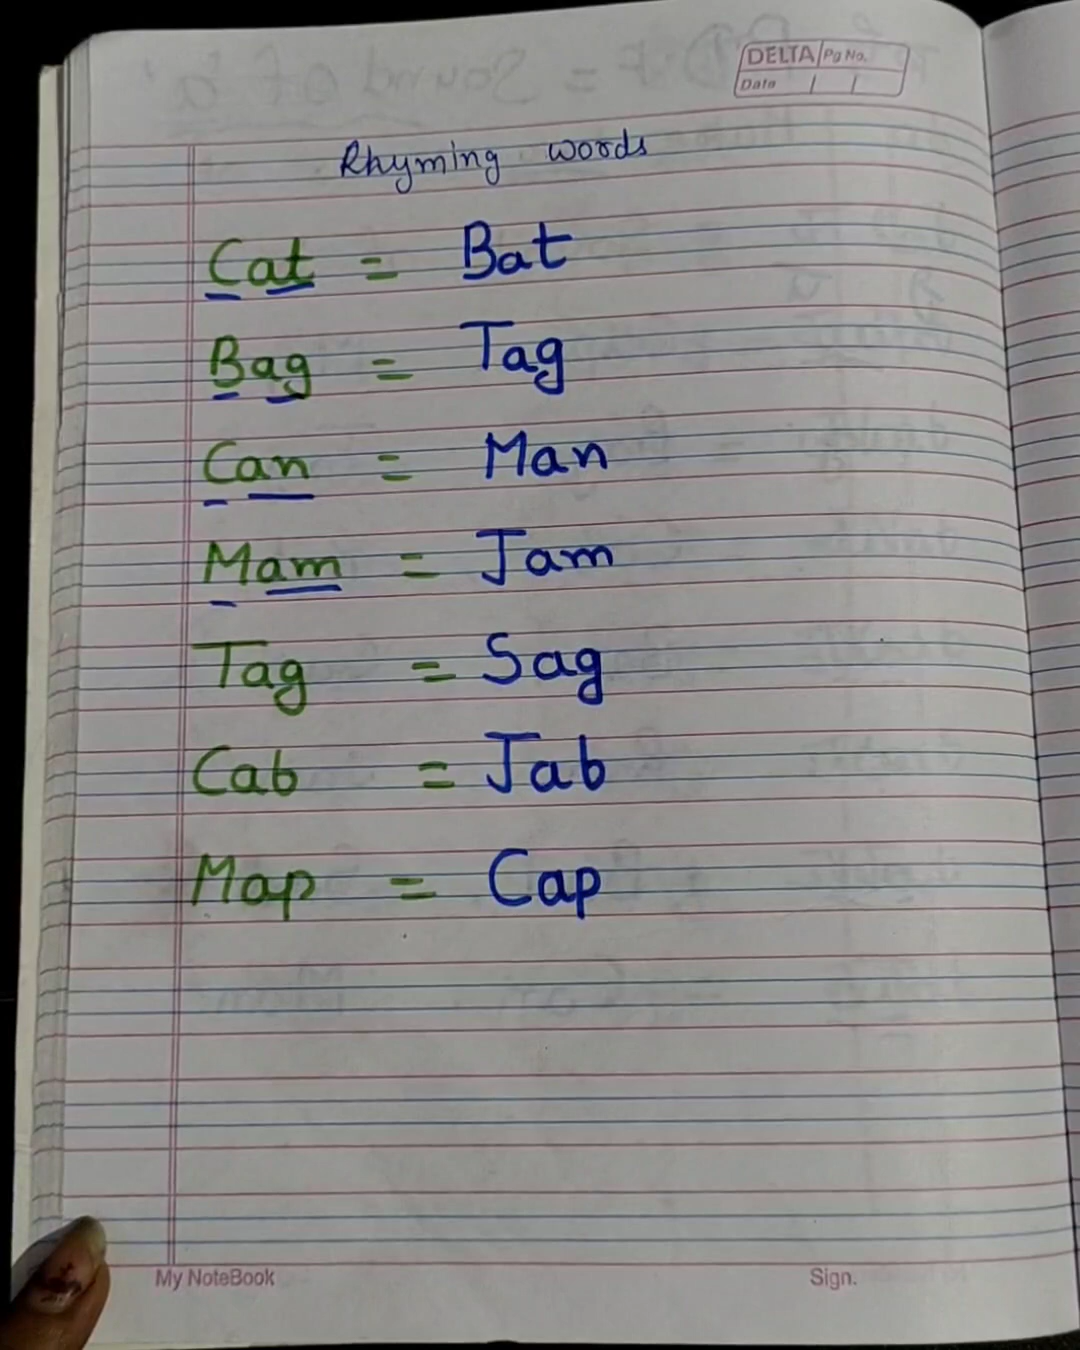 DELTA Pg No.
Date / /
Rhyming words
Cat = Bat
Bag = Tag
Can = Man
Mam = Jam
Tag = Sag
Cab = Jab
Map = Cap
My NoteBook Sign.